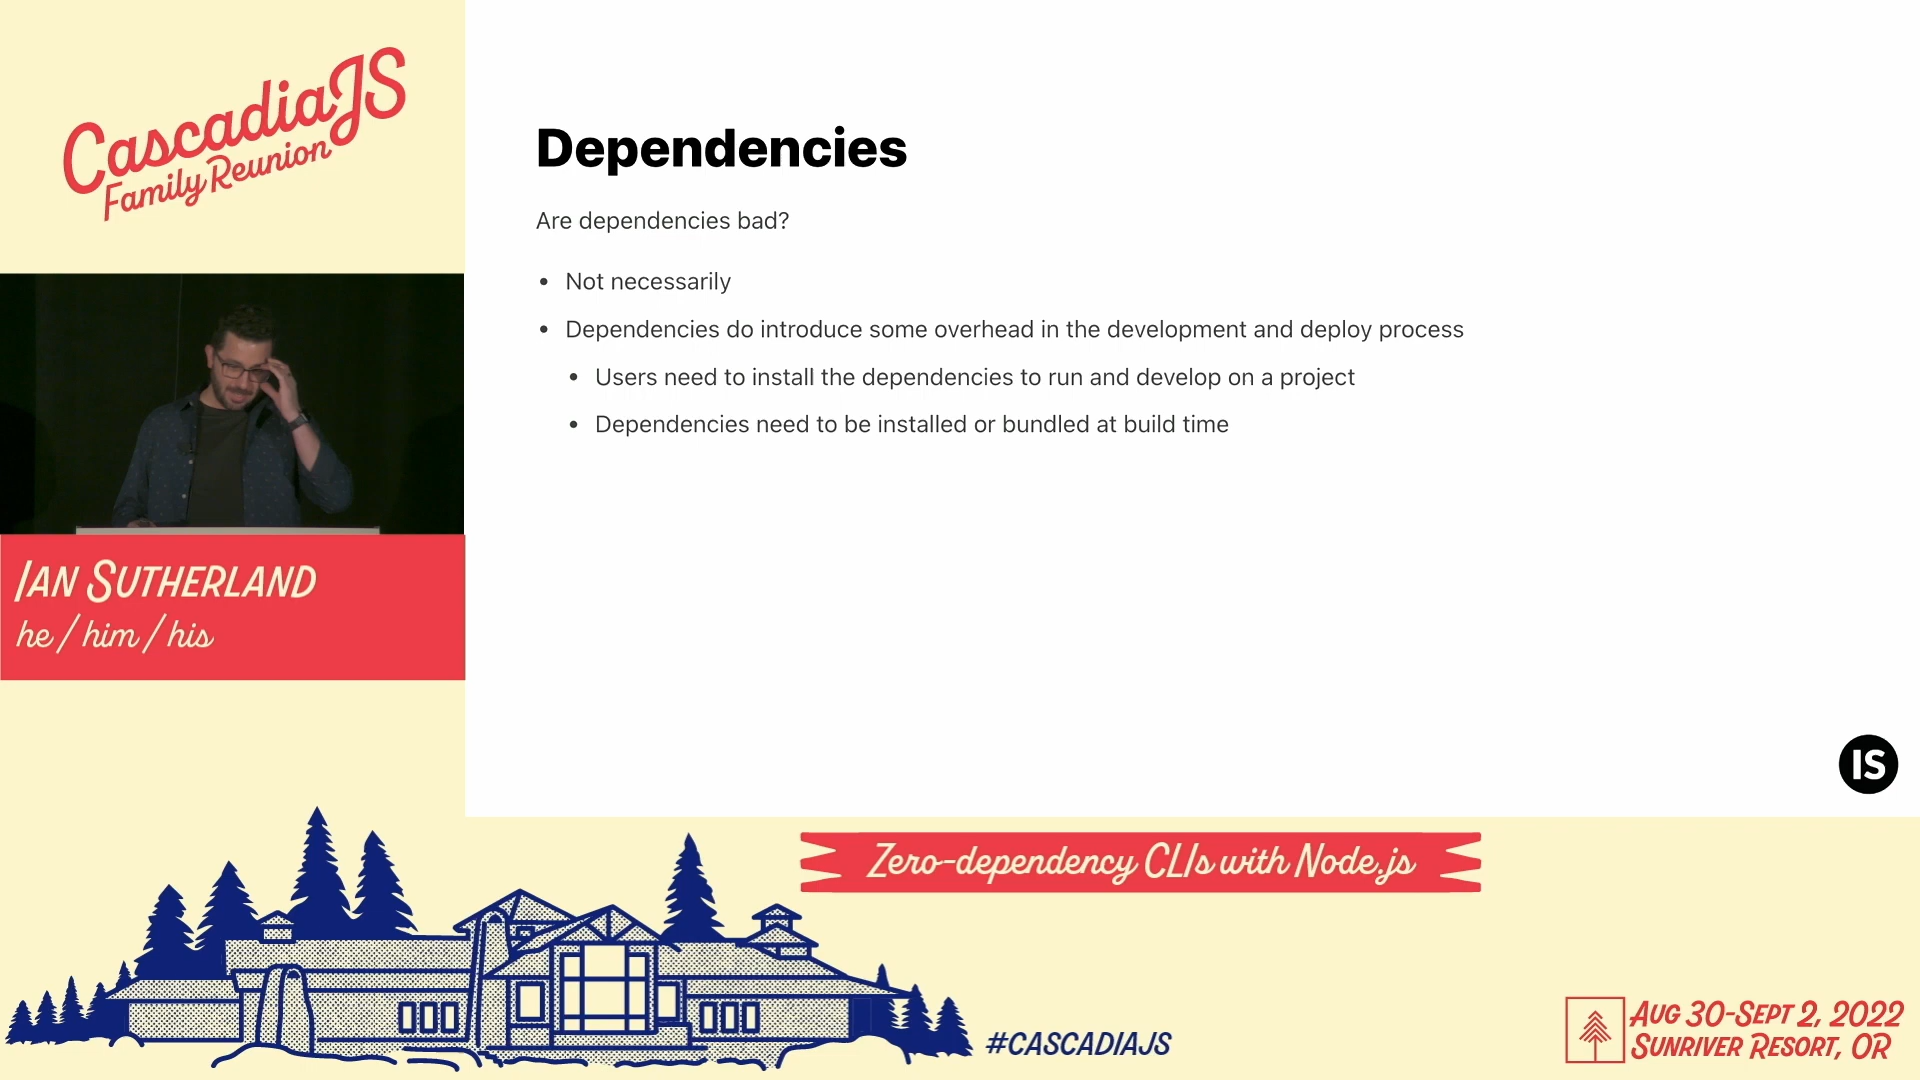 CascadiaJS
Family Reunion
Dependencies
Are dependencies bad?
• Not necessarily
• Dependencies do introduce some overhead in the development and deploy process
• Users need to install the dependencies to run and develop on a project
• Dependencies need to be installed or bundled at build time
IAN SUTHERLAND
he / him / his
IS
Zero-dependency CLIs with Node.js
#CASCADIAJS
AUG 30-SEPT 2, 2022
SUNRIVER RESORT, OR